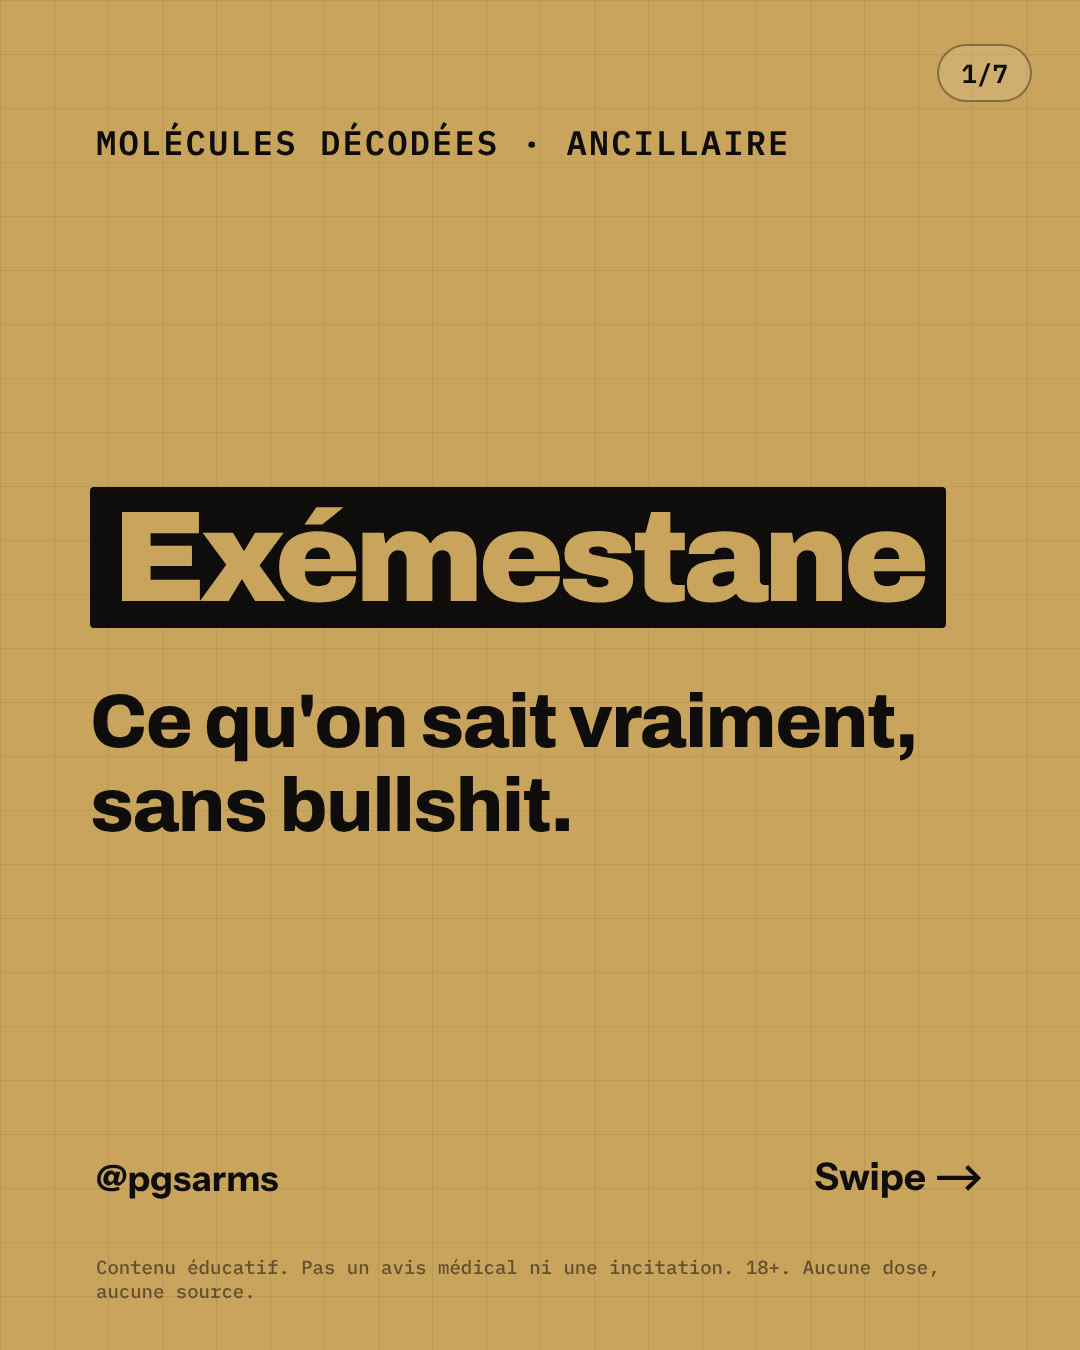 1/7
MOLÉCULES DÉCODÉES · ANCILLAIRE
Exémestane
Ce qu'on sait vraiment,
sans bullshit.
@pgsarms
Swipe →
Contenu éducatif. Pas un avis médical ni une incitation. 18+. Aucune dose,
aucune source.